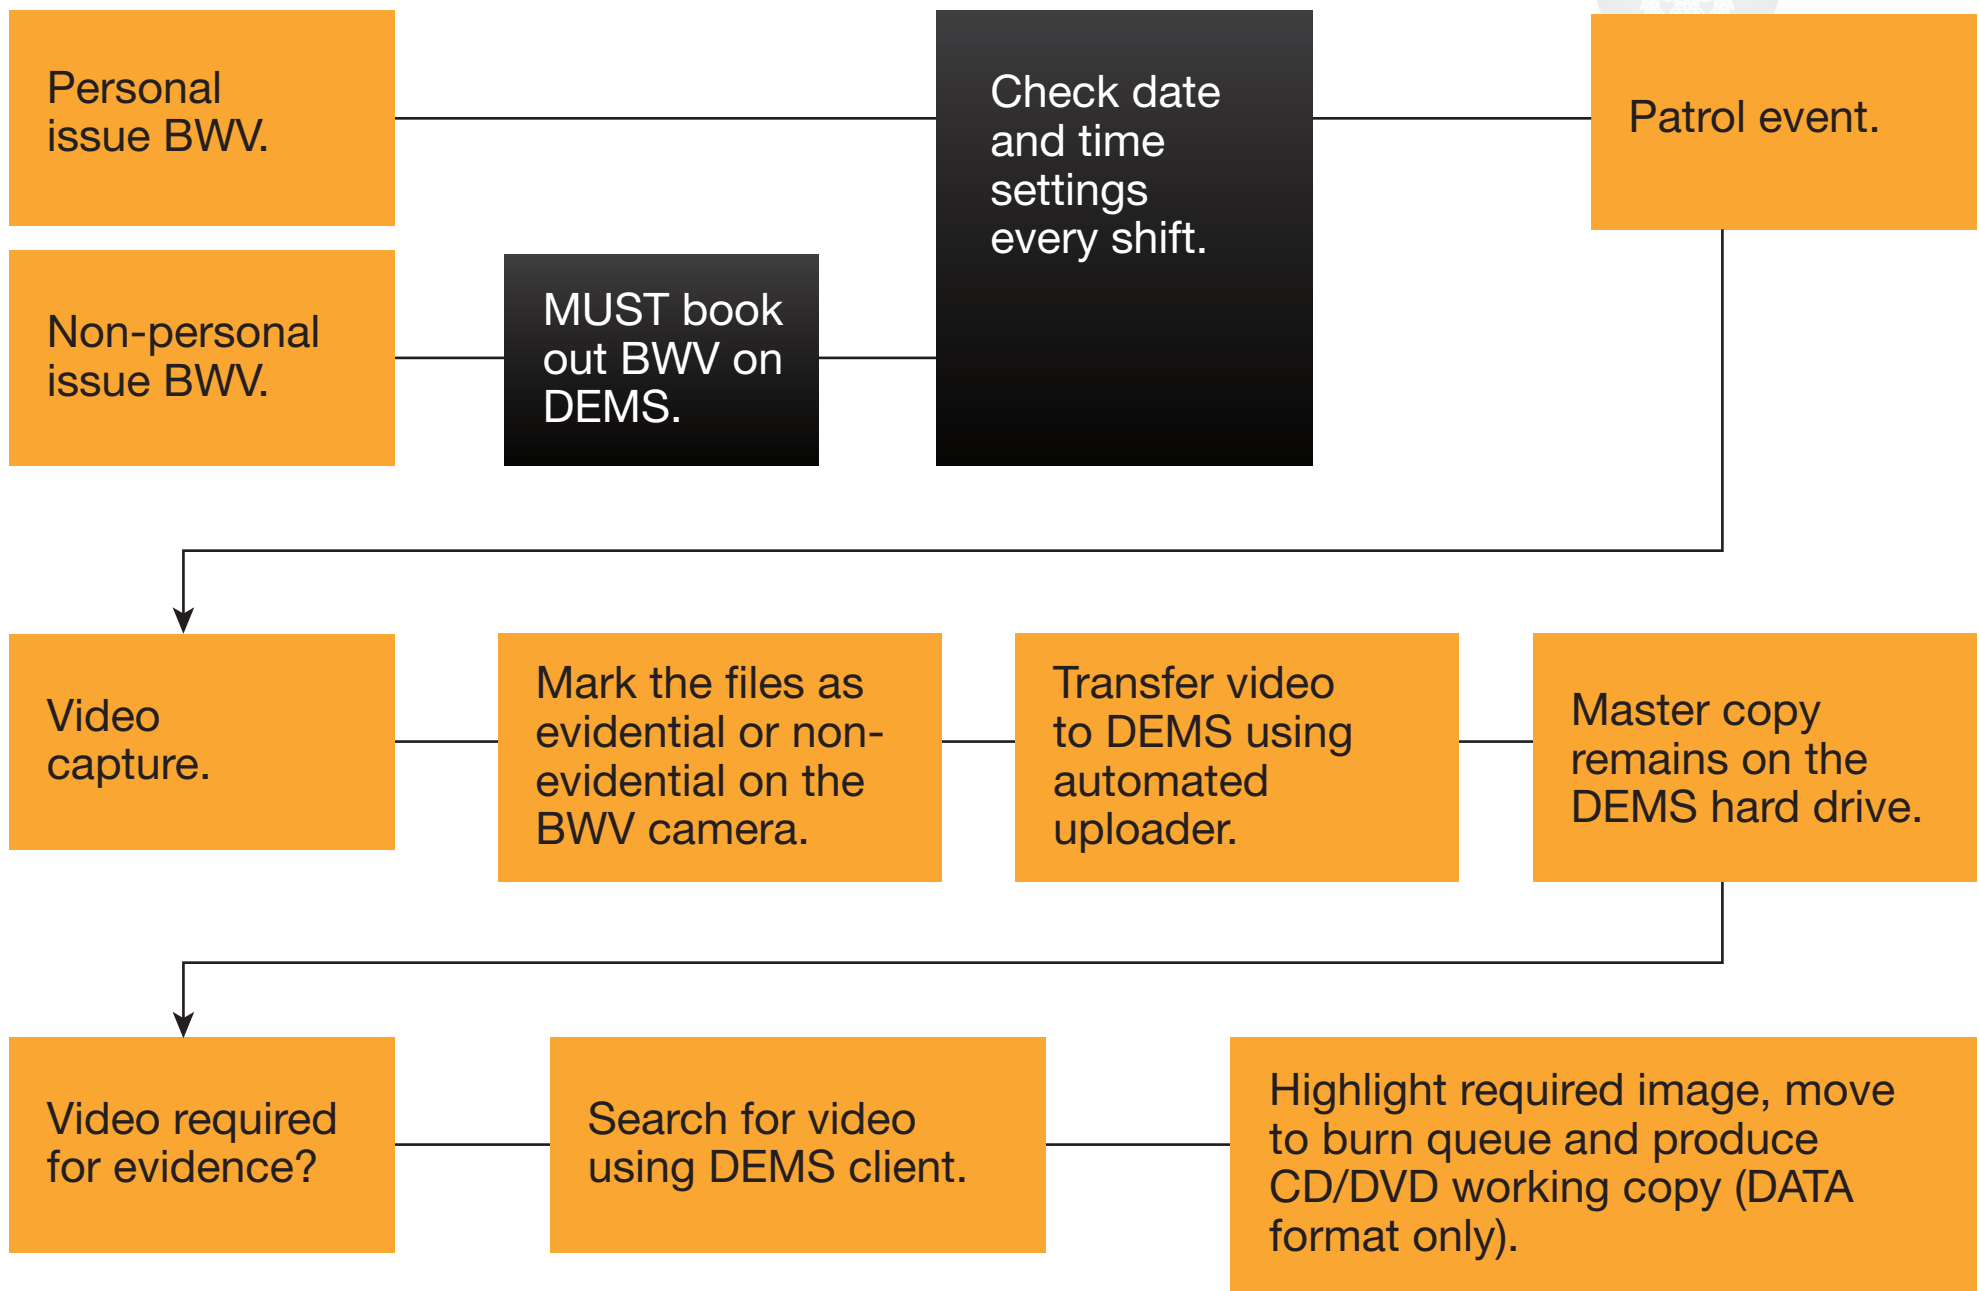 Personal
issue BWV.
Non-personal
issue BWV.
MUST book
out BWV on
DEMS.
Check date
and time
settings
every shift.
Patrol event.
Video
capture.
Mark the files as
evidential or non-
evidential on the
BWV camera.
Transfer video
to DEMS using
automated
uploader.
Master copy
remains on the
DEMS hard drive.
Video required
for evidence?
Search for video
using DEMS client.
Highlight required image, move
to burn queue and produce
CD/DVD working copy (DATA
format only).